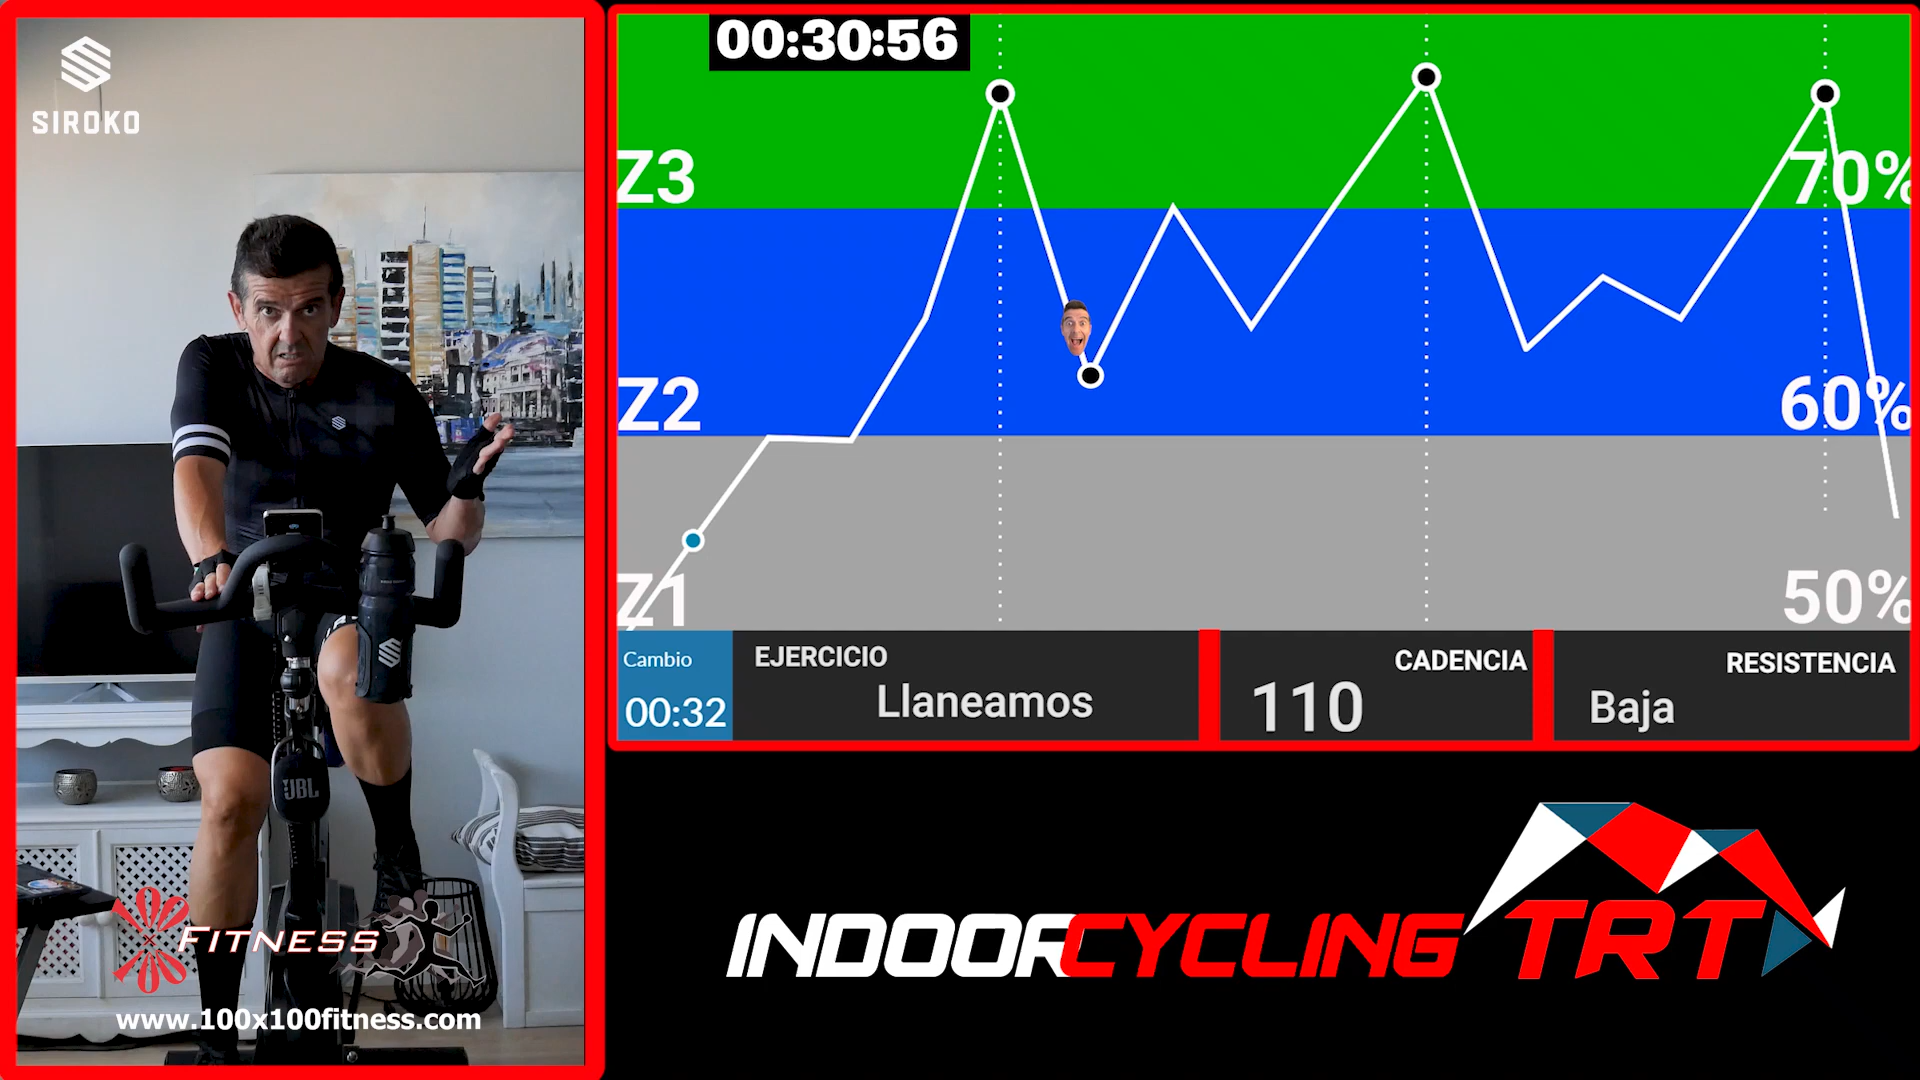 SIROKO
JBL
FITNESS
www.100x100fitness.com
00:30:56
Z3
70%
Z2
60%
Z1
50%
Cambio
00:32
EJERCICIO
Llaneamos
CADENCIA
110
RESISTENCIA
Baja
INDOORCYCLING TRT